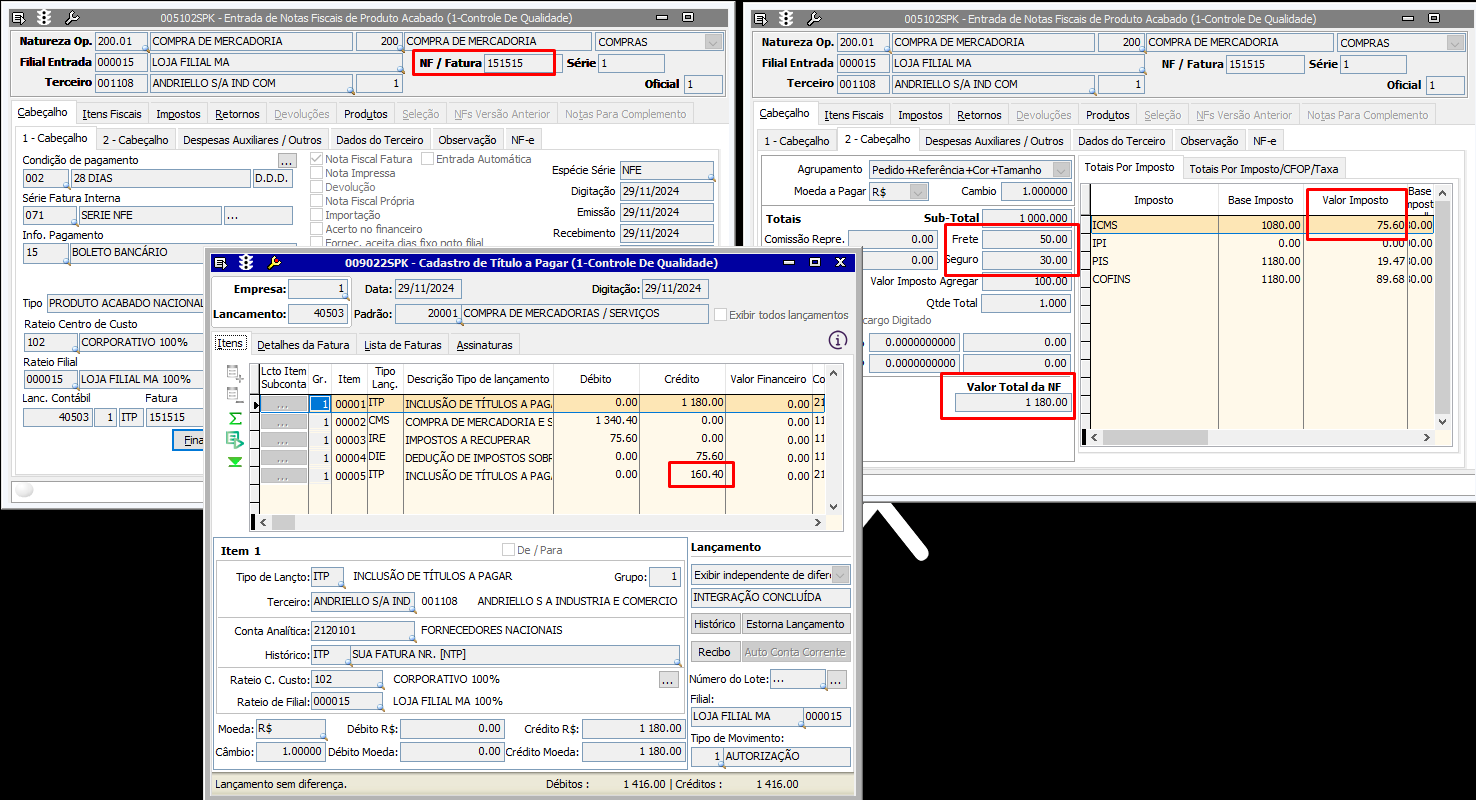 005102SPK - Entrada de Notas Fiscais de Produto Acabado (1-Controle De Qualidade)
Natureza Op. 200.01 COMPRA DE MERCADORIA 200 COMPRA DE MERCADORIA COMPRAS
Filial Entrada 000015 LOJA FILIAL MA NF / Fatura 151515 Série 1
Terceiro 001108 ANDRIELLO S/A IND COM 1 Oficial 1
Cabeçalho Itens Fiscais Impostos Retornos Devoluções Produtos Seleção NFs Versão Anterior Notas Para Complemento
1 - Cabeçalho 2 - Cabeçalho Despesas Auxiliares / Outros Dados do Terceiro Observação NF-e
Condição de pagamento ...
002 28 DIAS D.D.D.
Série Fatura Interna
071 SERIE NFE ...
Info. Pagamento
15 BOLETO BANCÁRIO
Nota Fiscal Fatura Entrada Automática
Nota Impressa
Devolução
Nota Fiscal Própria
Importação
Acerto no financeiro
Fornec. aceita dias fixo pgto filial
Espécie Série NFE
Digitação 29/11/2024
Emissão 29/11/2024
Recebimento 29/11/2024
Tipo PRODUTO ACABADO NACIONAL
Rateio Centro de Custo
102 CORPORATIVO 100%
Rateio Filial
000015 LOJA FILIAL MA 100%
Lanc. Contábil Fatura
40503 1 ITP 151515
Fina
005102SPK - Entrada de Notas Fiscais de Produto Acabado (1-Controle De Qualidade)
Natureza Op. 200.01 COMPRA DE MERCADORIA 200 COMPRA DE MERCADORIA COMPRAS
Filial Entrada 000015 LOJA FILIAL MA NF / Fatura 151515 Série 1
Terceiro 001108 ANDRIELLO S/A IND COM 1 Oficial 1
Cabeçalho Itens Fiscais Impostos Retornos Devoluções Produtos Seleção NFs Versão Anterior Notas Para Complemento
1 - Cabeçalho 2 - Cabeçalho Despesas Auxiliares / Outros Dados do Terceiro Observação NF-e
Agrupamento Pedido+Referência+Cor+Tamanho
Moeda a Pagar R$ Cambio 1.000000
Totais Sub-Total 1 000.000
Comissão Repre. 0.00 Frete 50.00
0.00 Seguro 30.00
Valor Imposto Agregar 100.00
Qtde Total 1.000
cargo Digitado
0.0000000000 0.00
0.0000000000 0.00
Valor Total da NF
1 180.00
Totais Por Imposto Totais Por Imposto/CFOP/Taxa
Imposto Base Imposto Valor Imposto Base
ICMS 1080.00 75.60
IPI 0.00 0.00
PIS 1180.00 19.47
COFINS 1180.00 89.68
009022SPK - Cadastro de Título a Pagar (1-Controle De Qualidade)
Empresa: 1 Data: 29/11/2024 Digitação: 29/11/2024
Lancamento: 40503 Padrão: 20001 COMPRA DE MERCADORIAS / SERVIÇOS Exibir todos lançamentos
Itens Detalhes da Fatura Lista de Faturas Assinaturas
Lcto Item Subconta Gr. Item Tipo Lanç. Descrição Tipo de lançamento Débito Crédito Valor Financeiro Co
... 1 00001 ITP INCLUSÃO DE TÍTULOS A PAGA 0.00 1 180.00 0.00 21
... 1 00002 CMS COMPRA DE MERCADORIA E S 1 340.40 0.00 0.00 11
... 1 00003 IRE IMPOSTOS A RECUPERAR 75.60 0.00 0.00 11
... 1 00004 DIE DEDUÇÃO DE IMPOSTOS SOBR 0.00 75.60 0.00 11
... 1 00005 ITP INCLUSÃO DE TÍTULOS A PAGA 0.00 160.40 0.00 21
Item 1 De / Para
Tipo de Lançto: ITP INCLUSÃO DE TÍTULOS A PAGAR Grupo: 1
Terceiro: ANDRIELLO S/A IND 001108 ANDRIELLO S A INDUSTRIA E COMERCIO
Conta Analítica: 2120101 FORNECEDORES NACIONAIS
Histórico: ITP SUA FATURA NR. [NTP]
Rateio C. Custo: 102 CORPORATIVO 100% ...
Rateio de Filial: 000015 LOJA FILIAL MA 100%
Moeda: R$ Débito R$: 0.00 Crédito R$: 1 180.00
Câmbio: 1.00000 Débito Moeda: 0.00 Crédito Moeda: 1 180.00
Lançamento
Exibir independente de difere
INTEGRAÇÃO CONCLUÍDA
Histórico Estorna Lançamento
Recibo Auto Conta Corrente
Número do Lote: ... ...
Filial:
LOJA FILIAL MA 000015
Tipo de Movimento:
1 AUTORIZAÇÃO
Lançamento sem diferença. Débitos : 1 416.00 | Créditos : 1 416.00